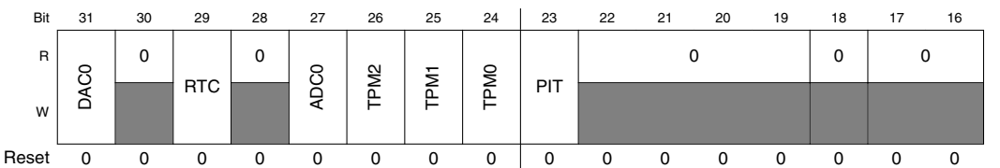 Bit 31 30 29 28 27 26 25 24 23 22 21 20 19 18 17 16
R DAC0 0 RTC 0 ADC0 TPM2 TPM1 TPM0 PIT 0 0 0
W
Reset 0 0 0 0 0 0 0 0 0 0 0 0 0 0 0 0